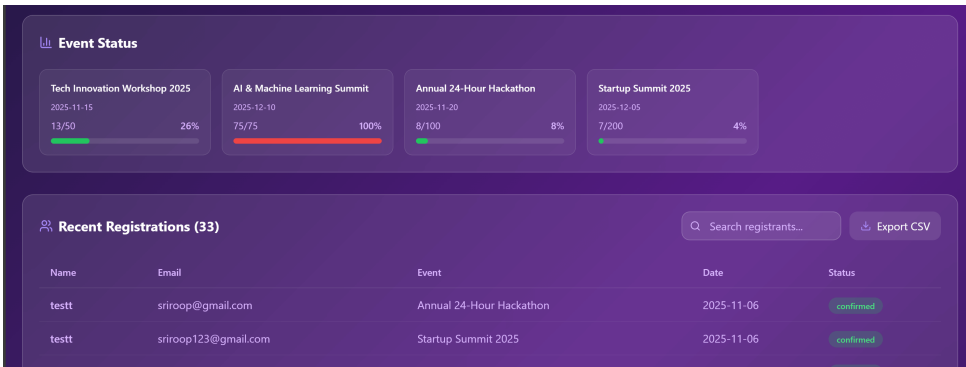 Event Status
Tech Innovation Workshop 2025
2025-11-15
13/50 26%
AI & Machine Learning Summit
2025-12-10
75/75 100%
Annual 24-Hour Hackathon
2025-11-20
8/100 8%
Startup Summit 2025
2025-12-05
7/200 4%
Recent Registrations (33)
Search registrants...
Export CSV
Name Email Event Date Status
testt sriroop@gmail.com Annual 24-Hour Hackathon 2025-11-06 confirmed
testt sriroop123@gmail.com Startup Summit 2025 2025-11-06 confirmed